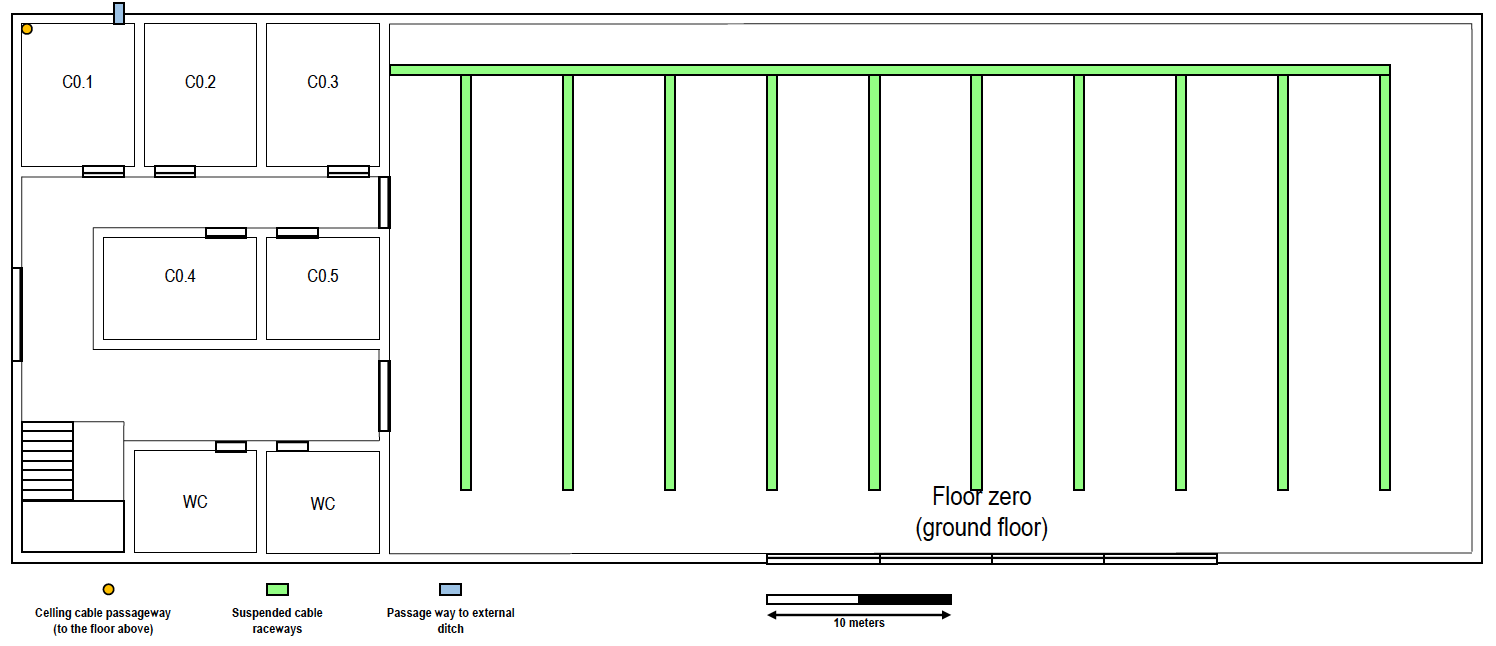 C0.1
C0.2
C0.3
C0.4
C0.5
WC
WC
Floor zero
(ground floor)
Celling cable passageway
(to the floor above)
Suspended cable
raceways
Passage way to external
ditch
10 meters